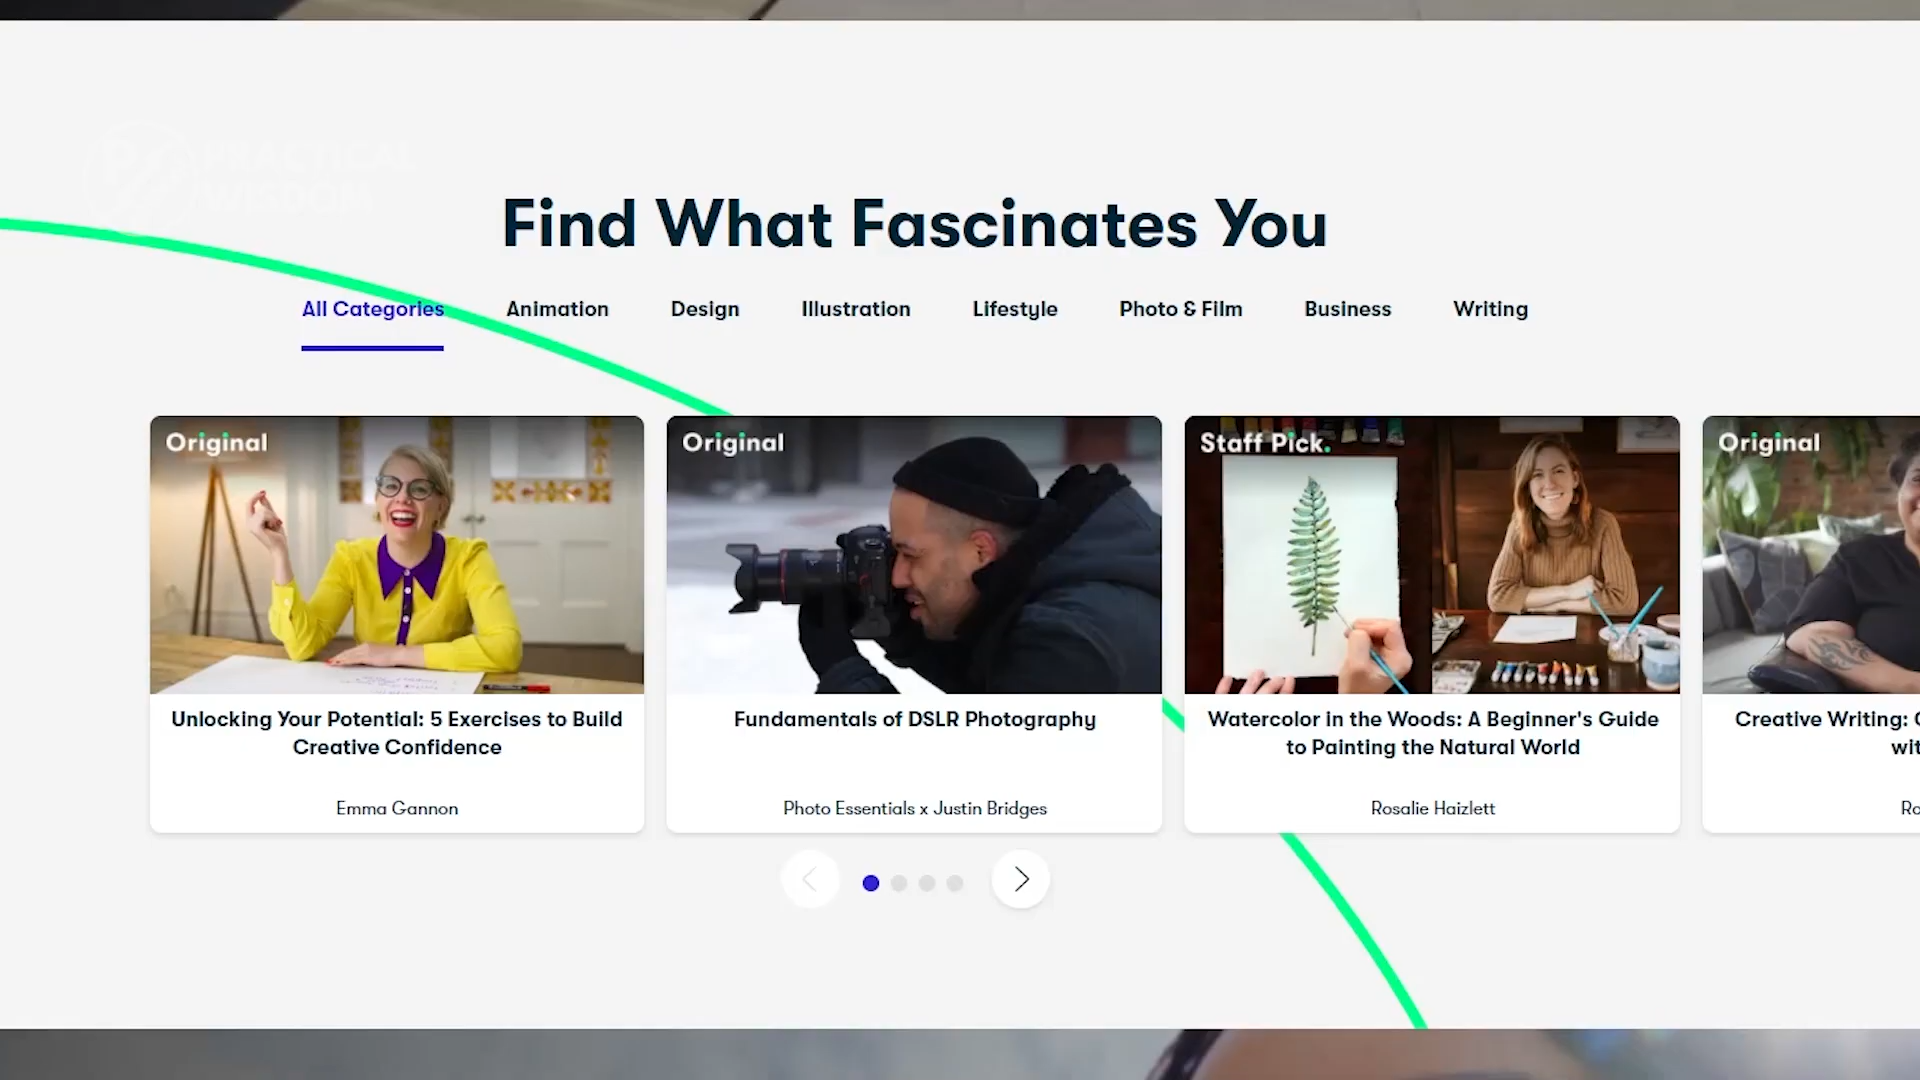 PRACTICAL
WISDOM
Find What Fascinates You
All Categories
Animation
Design
Illustration
Lifestyle
Photo & Film
Business
Writing
Original
Original
Staff Pick.
Original
Unlocking Your Potential: 5 Exercises to Build
Creative Confidence
Emma Gannon
Fundamentals of DSLR Photography
Photo Essentials x Justin Bridges
Watercolor in the Woods: A Beginner's Guide
to Painting the Natural World
Rosalie Haizlett
Creative Writing: